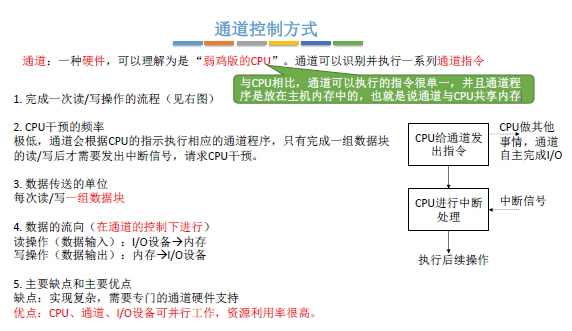 通道控制方式
通道：一种硬件，可以理解为是“弱鸡版的CPU”。通道可以识别并执行一系列通道指令
与CPU相比，通道可以执行的指令很单一，并且通道程
序是放在主机内存中的，也就是说通道与CPU共享内存
1. 完成一次读/写操作的流程（见右图）
2. CPU干预的频率
极低，通道会根据CPU的指示执行相应的通道程序，只有完成一组数据块
的读/写后才需要发出中断信号，请求CPU干预。
3. 数据传送的单位
每次读/写一组数据块
4. 数据的流向（在通道的控制下进行）
读操作（数据输入）：I/O设备→内存
写操作（数据输出）：内存→I/O设备
5. 主要缺点和主要优点
缺点：实现复杂，需要专门的通道硬件支持
优点：CPU、通道、I/O设备可并行工作，资源利用率很高。
CPU给通道发
出指令
CPU做其他
事情，通道
自主完成I/O
CPU进行中断
处理
中断信号
执行后续操作